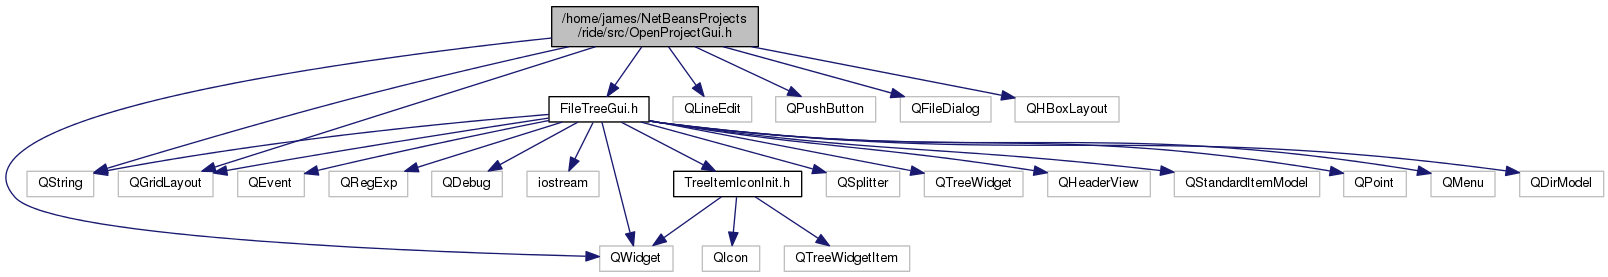 /home/james/NetBeansProjects
/ride/src/OpenProjectGui.h
FileTreeGui.h
QLineEdit
QPushButton
QFileDialog
QHBoxLayout
QString
QGridLayout
QEvent
QRegExp
QDebug
iostream
TreeItemIconInit.h
QSplitter
QTreeWidget
QHeaderView
QStandardItemModel
QPoint
QMenu
QDirModel
QWidget
QIcon
QTreeWidgetItem